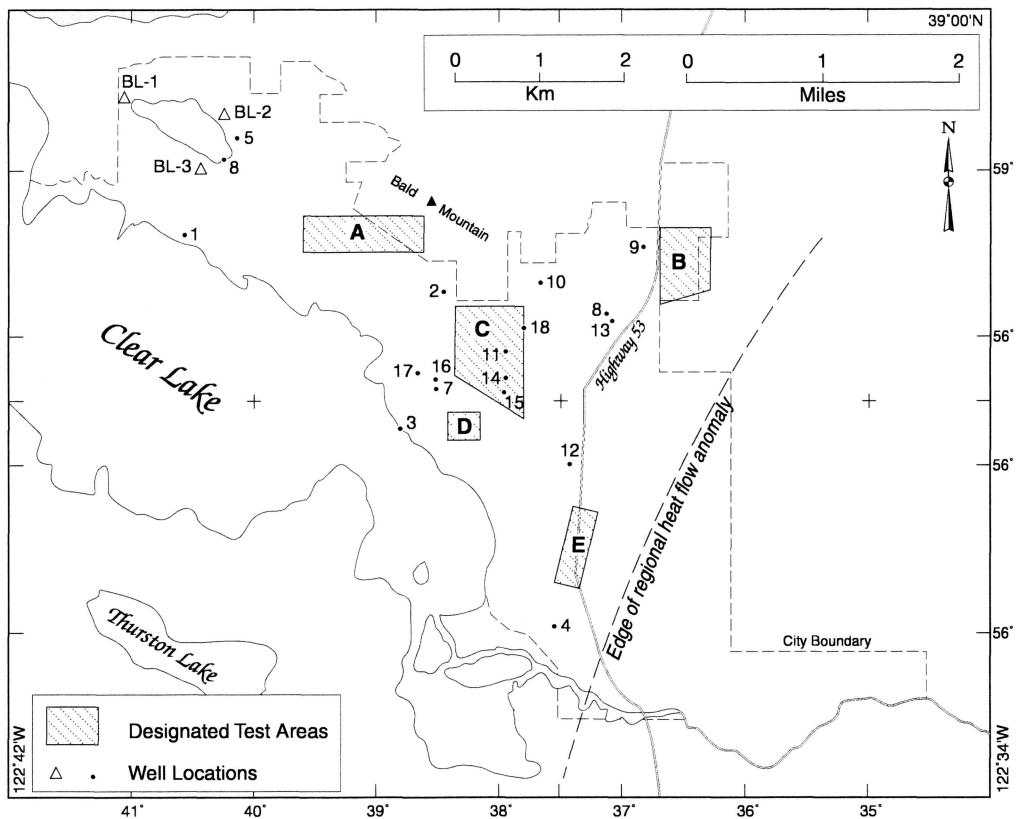 39°00'N
0 1 2
Km
0 1 2
Miles
N
BL-1
BL-2
5
BL-3
8
59°
Bald
Mountain
A
1
9
B
2
10
8
13
Highway 53
C
18
56°
11
17
16
14
7
15
Clear Lake
D
3
12
56°
Edge of regional heat flow anomaly
E
4
56°
Thurston Lake
City Boundary
Designated Test Areas
Well Locations
122°42'W
122°34'W
41 40 39 38 37 36 35